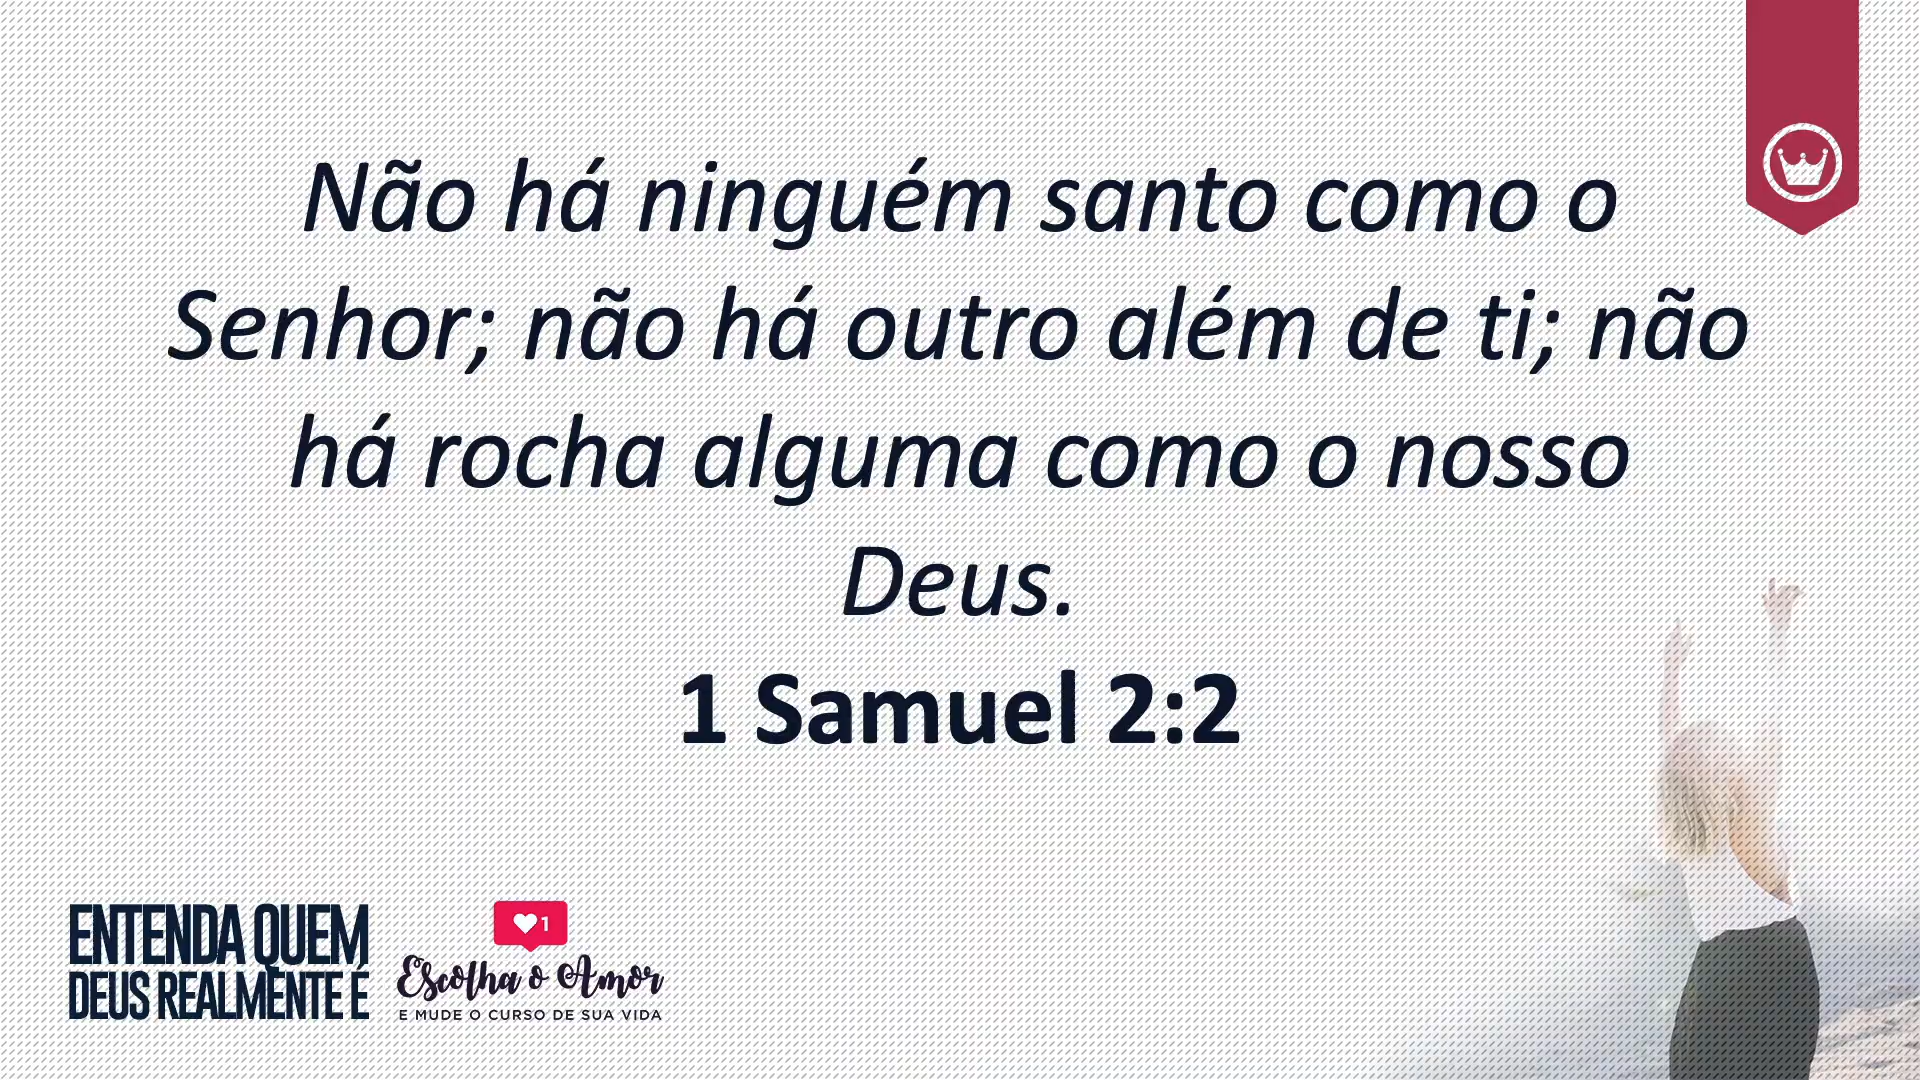 Não há ninguém santo como o
Senhor; não há outro além de ti; não
há rocha alguma como o nosso
Deus.
1 Samuel 2:2
ENTENDA QUEM
DEUS REALMENTE É
1
Escolha o Amor
E MUDE O CURSO DE SUA VIDA